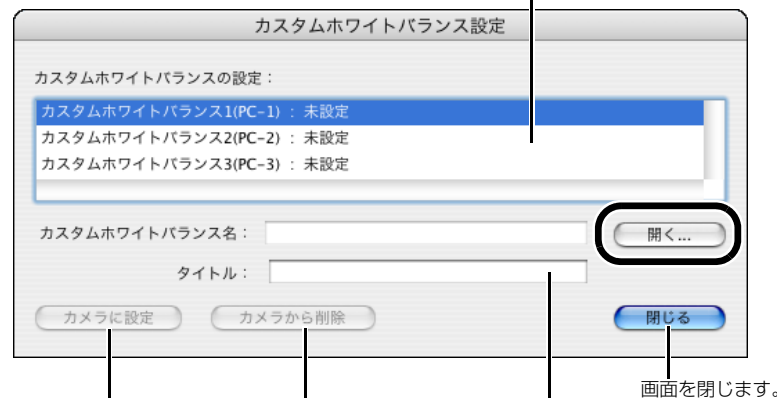 カスタムホワイトバランス設定
カスタムホワイトバランスの設定：
カスタムホワイトバランス1(PC-1) ： 未設定
カスタムホワイトバランス2(PC-2) ： 未設定
カスタムホワイトバランス3(PC-3) ： 未設定
カスタムホワイトバランス名： 開く...
タイトル：
カメラに設定 カメラから削除 閉じる
画面を閉じます。